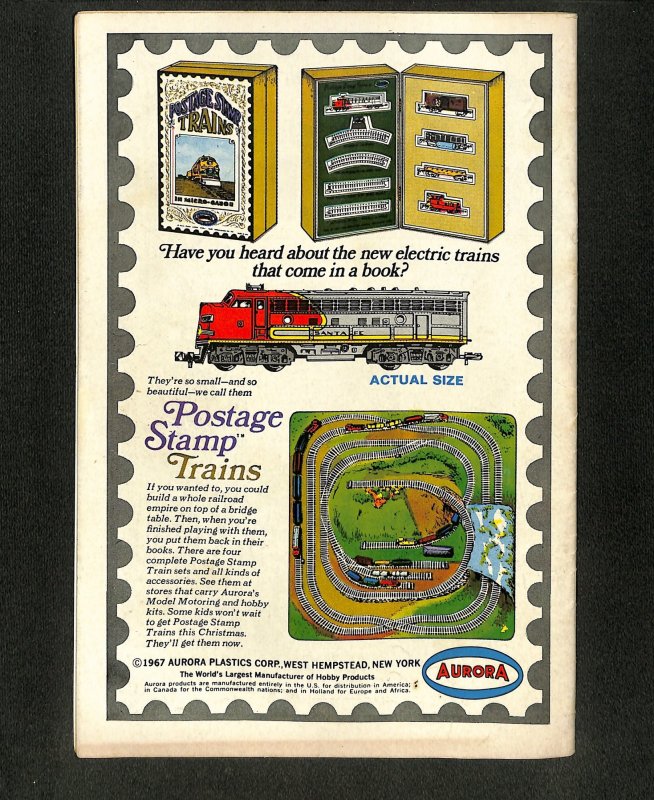 POSTAGE STAMP
TRAINS
IN MICRO-GAUGE
Have you heard about the new electric trains
that come in a book?
SANTA FE
ACTUAL SIZE
They're so small—and so
beautiful—we call them
Postage
Stamp™
Trains
If you wanted to, you could
build a whole railroad
empire on top of a bridge
table. Then, when you're
finished playing with them,
you put them back in their
books. There are four
complete Postage Stamp
Train sets and all kinds of
accessories. See them at
stores that carry Aurora's
Model Motoring and hobby
kits. Some kids won't wait
to get Postage Stamp
Trains this Christmas.
They'll get them now.
©1967 AURORA PLASTICS CORP., WEST HEMPSTEAD, NEW YORK
The World's Largest Manufacturer of Hobby Products
Aurora products are manufactured entirely in the U.S. for distribution in America;
in Canada for the Commonwealth nations; and in Holland for Europe and Africa.
AURORA